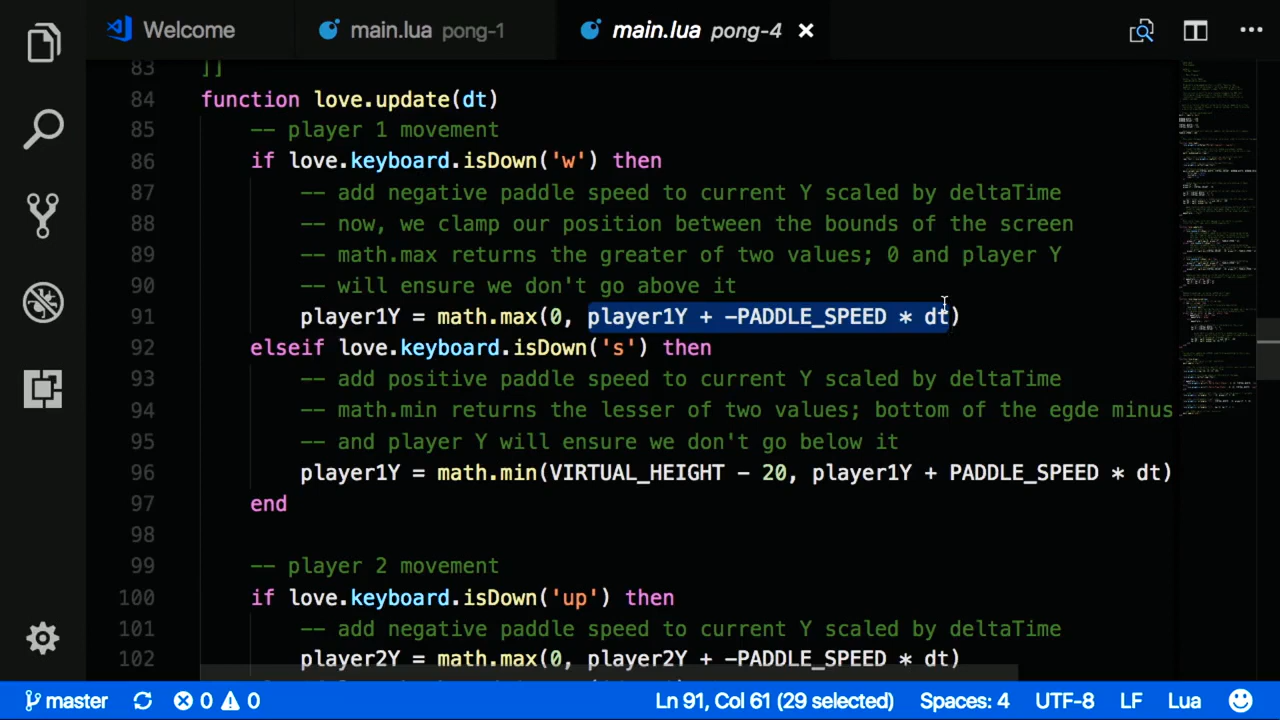 Welcome
main.lua pong-1
main.lua pong-4
83 ]]
84 function love.update(dt)
85 -- player 1 movement
86 if love.keyboard.isDown('w') then
87 -- add negative paddle speed to current Y scaled by deltaTime
88 -- now, we clamp our position between the bounds of the screen
89 -- math.max returns the greater of two values; 0 and player Y
90 -- will ensure we don't go above it
91 player1Y = math.max(0, player1Y + -PADDLE_SPEED * dt)
92 elseif love.keyboard.isDown('s') then
93 -- add positive paddle speed to current Y scaled by deltaTime
94 -- math.min returns the lesser of two values; bottom of the egde minus
95 -- and player Y will ensure we don't go below it
96 player1Y = math.min(VIRTUAL_HEIGHT - 20, player1Y + PADDLE_SPEED * dt)
97 end
98
99 -- player 2 movement
100 if love.keyboard.isDown('up') then
101 -- add negative paddle speed to current Y scaled by deltaTime
102 player2Y = math.max(0, player2Y + -PADDLE_SPEED * dt)
master 0 0 Ln 91, Col 61 (29 selected) Spaces: 4 UTF-8 LF Lua